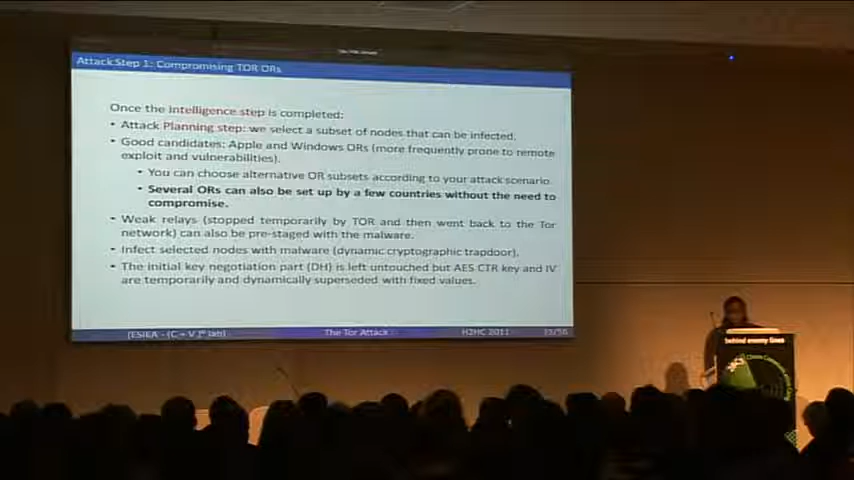 Attack Step 1: Compromising TOR ORs
Once the intelligence step is completed:
• Attack Planning step: we select a subset of nodes that can be infected.
• Good candidates: Apple and Windows ORs (more frequently prone to remote
exploit and vulnerabilities).
• You can choose alternative OR subsets according to your attack scenario.
• Several ORs can also be set up by a few countries without the need to
compromise.
• Weak relays (stopped temporarily by TOR and then went back to the Tor
network) can also be pre-staged with the malware.
• Infect selected nodes with malware (dynamic cryptographic trapdoor).
• The initial key negotiation part (DH) is left untouched but AES CTR key and IV
are temporarily and dynamically superseded with fixed values.
(ESIEA - (C + V)º lab)
The Tor Attack
H2HC 2011
/56
behind enemy lines